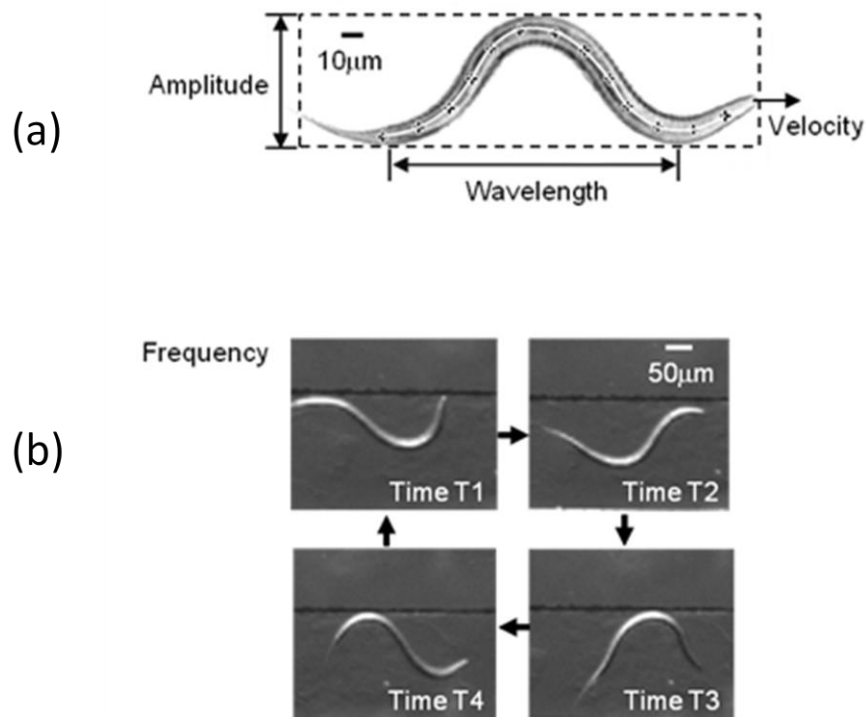 10μm
Amplitude
(a)
Velocity
Wavelength
Frequency
50μm
(b)
Time T1
Time T2
Time T4
Time T3